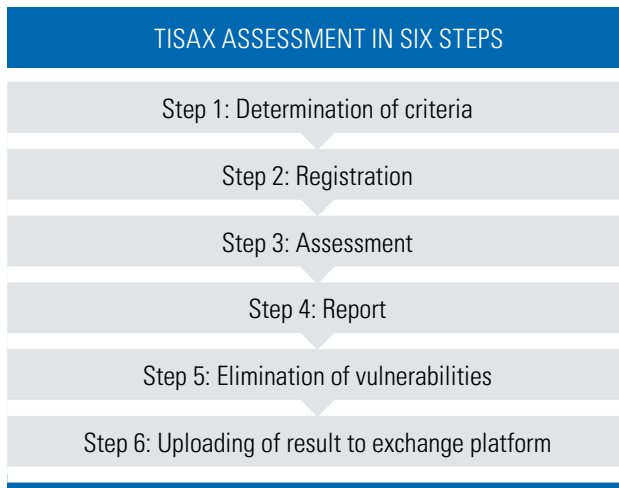 TISAX ASSESSMENT IN SIX STEPS
Step 1: Determination of criteria
Step 2: Registration
Step 3: Assessment
Step 4: Report
Step 5: Elimination of vulnerabilities
Step 6: Uploading of result to exchange platform